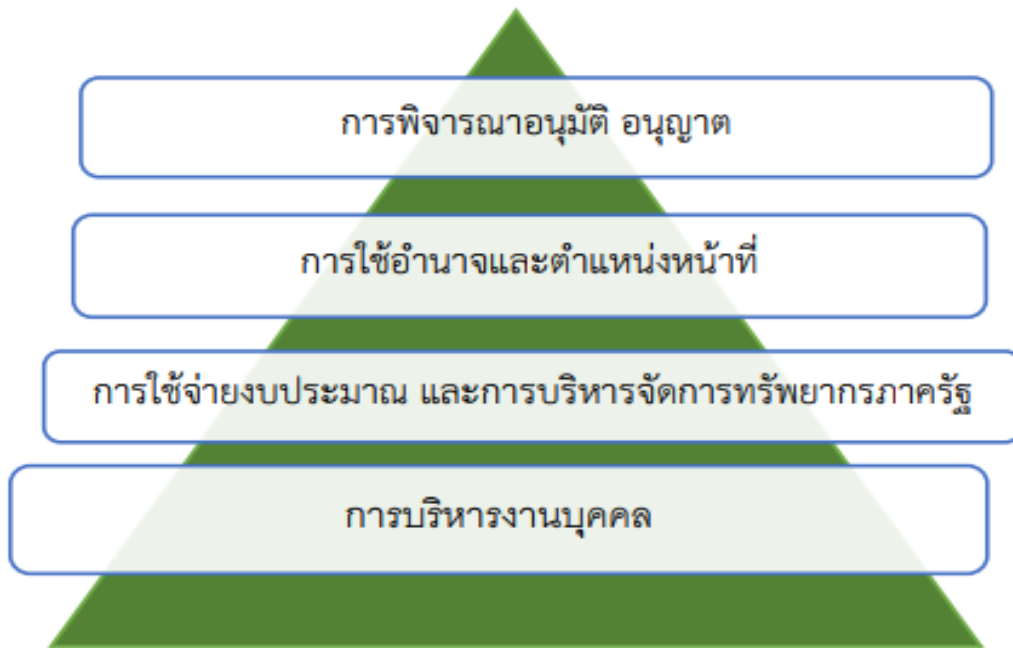 การพิจารณาอนุมัติ อนุญาต
การใช้อำนาจและตำแหน่งหน้าที่
การใช้จ่ายงบประมาณ และการบริหารจัดการทรัพยากรภาครัฐ
การบริหารงานบุคคล